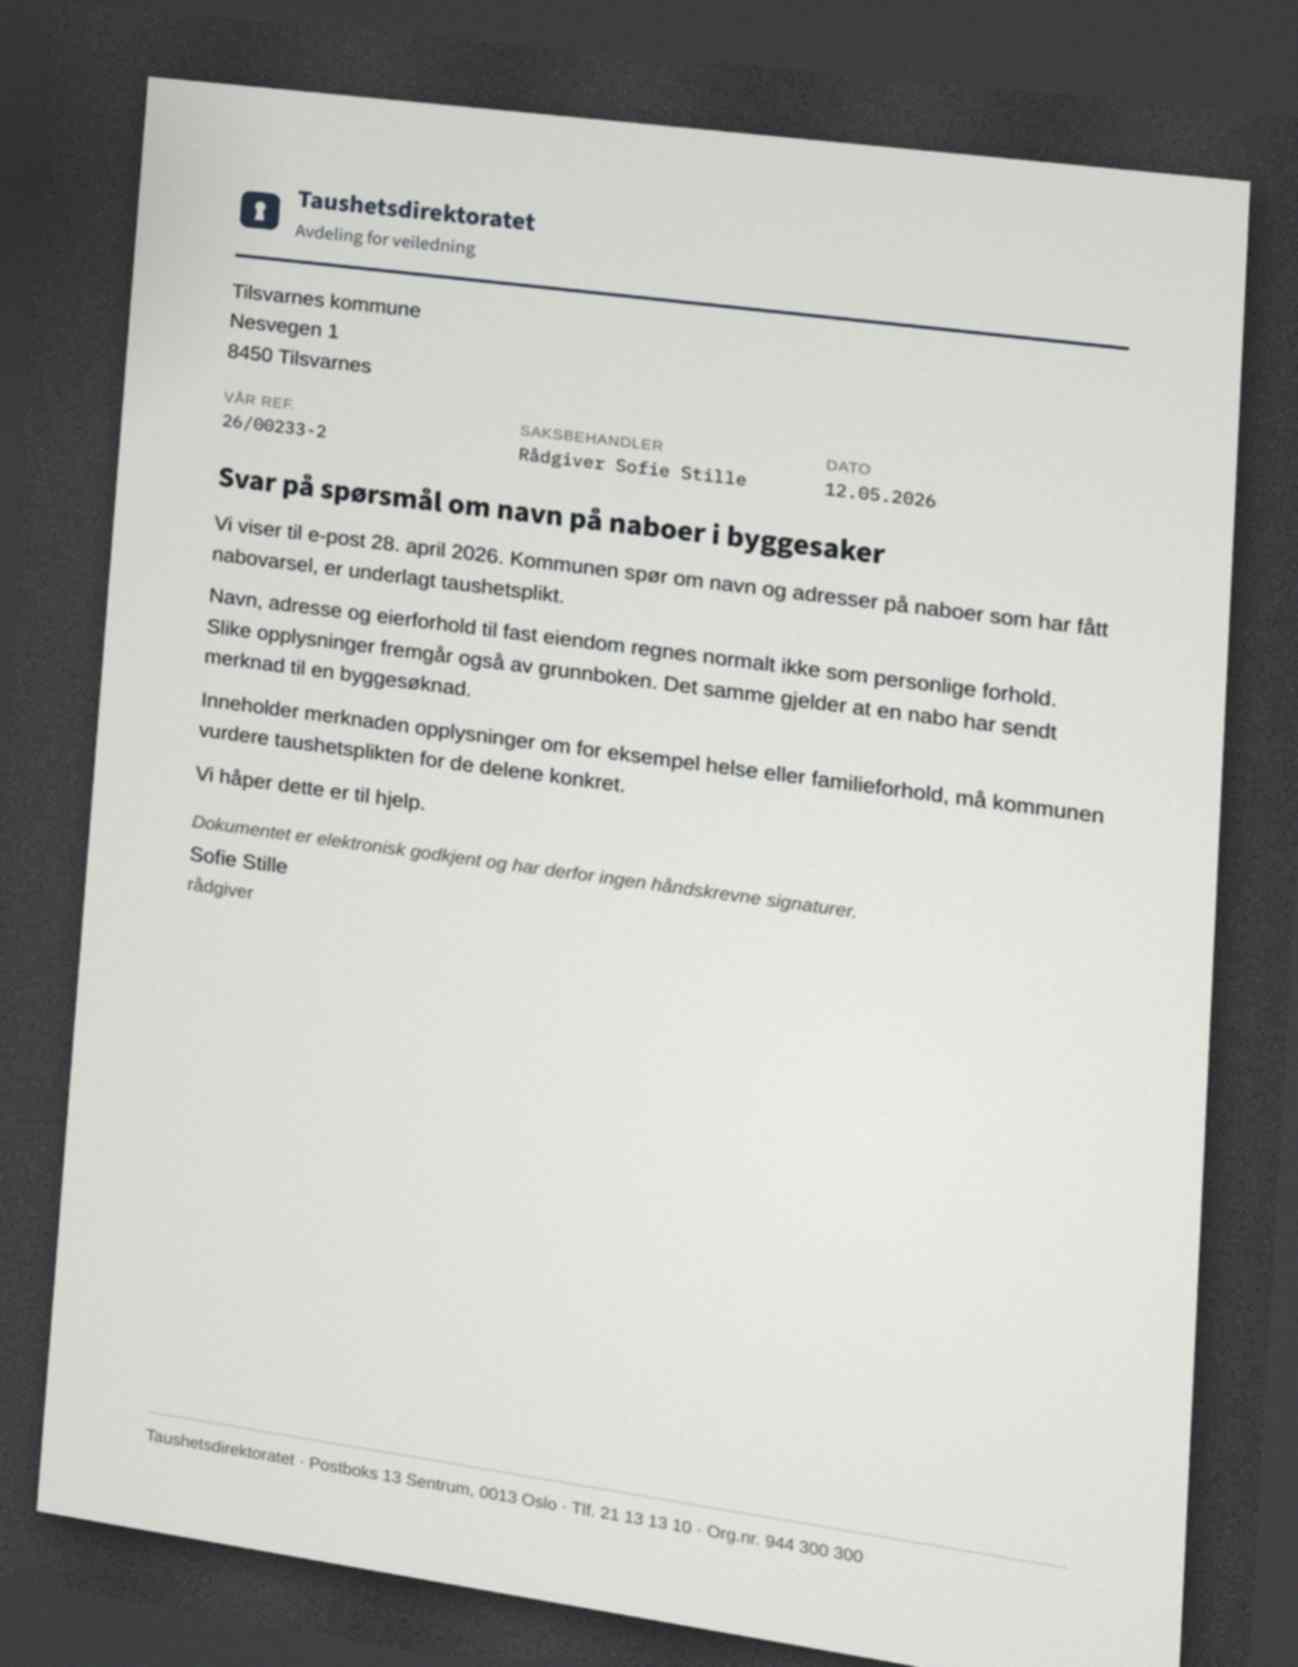 Taushetsdirektoratet
Avdeling for veiledning
Tilsvarnes kommune
Nesvegen 1
8450 Tilsvarnes
VÅR REF.
26/00233-2
SAKSBEHANDLER
Rådgiver Sofie Stille
DATO
12.05.2026
Svar på spørsmål om navn på naboer i byggesaker
Vi viser til e-post 28. april 2026. Kommunen spør om navn og adresser på naboer som har fått
nabovarsel, er underlagt taushetsplikt.
Navn, adresse og eierforhold til fast eiendom regnes normalt ikke som personlige forhold.
Slike opplysninger fremgår også av grunnboken. Det samme gjelder at en nabo har sendt
merknad til en byggesøknad.
Inneholder merknaden opplysninger om for eksempel helse eller familieforhold, må kommunen
vurdere taushetsplikten for de delene konkret.
Vi håper dette er til hjelp.
Dokumentet er elektronisk godkjent og har derfor ingen håndskrevne signaturer.
Sofie Stille
rådgiver
Taushetsdirektoratet · Postboks 13 Sentrum, 0013 Oslo · Tlf. 21 13 13 10 · Org.nr. 944 300 300